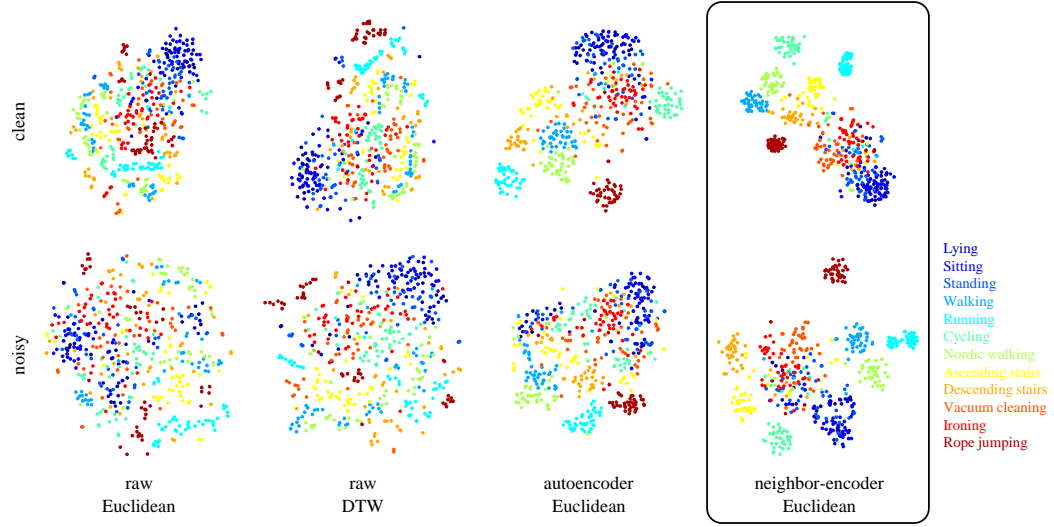 clean
noisy
Lying
Sitting
Standing
Walking
Running
Cycling
Nordic walking
Ascending stairs
Descending stairs
Vacuum cleaning
Ironing
Rope jumping
raw
Euclidean
raw
DTW
autoencoder
Euclidean
neighbor-encoder
Euclidean